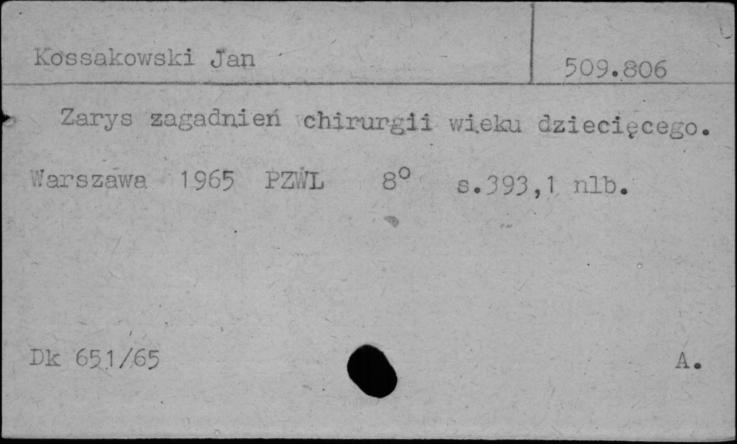 Kossakowski Jan
509.806
Zarys zagadnień chirurgii wieku dziecięcego.
Warszawa 1965 PZWL 8° s.393,1 nlb.
Dk 651/65 A.